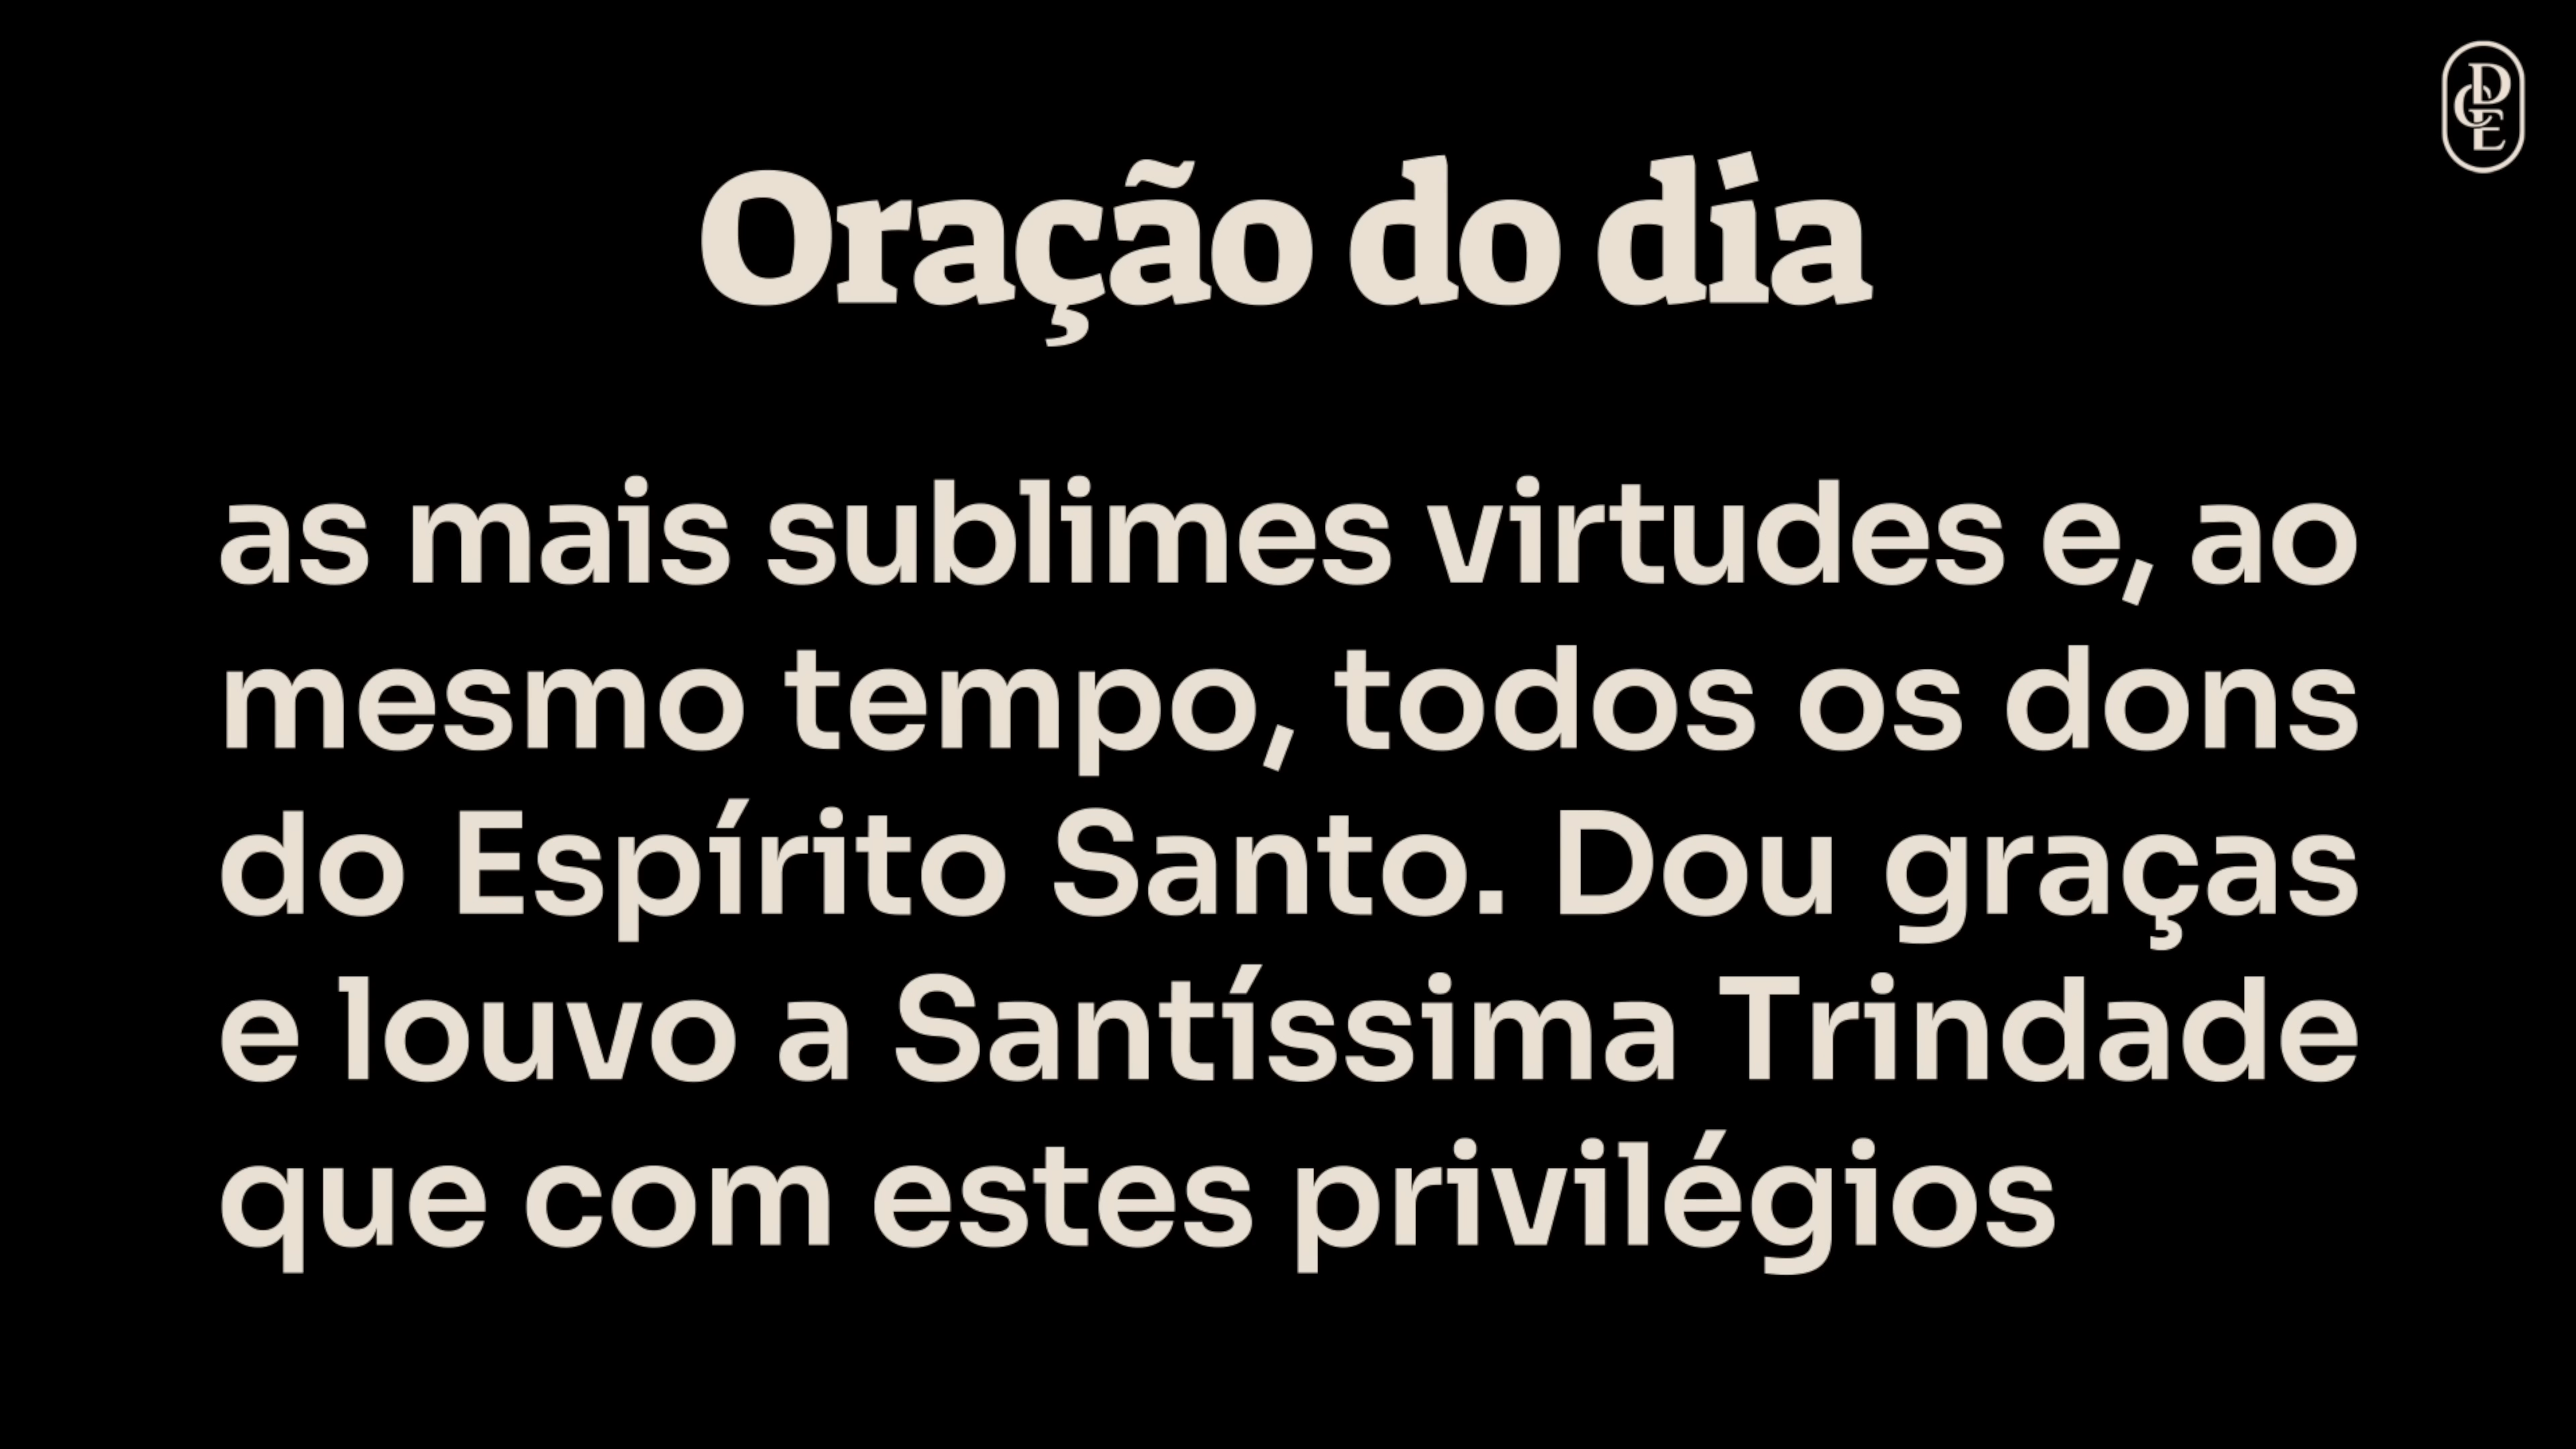 DCE
Oração do dia
as mais sublimes virtudes e, ao
mesmo tempo, todos os dons
do Espírito Santo. Dou graças
e louvo a Santíssima Trindade
que com estes privilégios